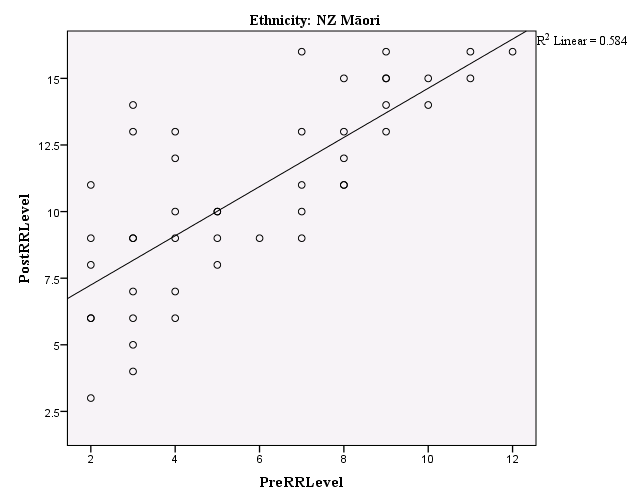 Ethnicity: NZ Māori
R² Linear = 0.584
PostRRLevel
15
12.5
10
7.5
5
2.5
2 4 6 8 10 12
PreRRLevel